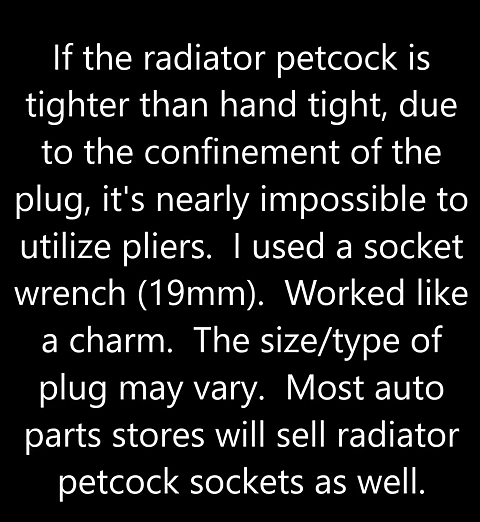 If the radiator petcock is
tighter than hand tight, due
to the confinement of the
plug, it's nearly impossible to
utilize pliers.  I used a socket
wrench (19mm).  Worked like
a charm.  The size/type of
plug may vary.  Most auto
parts stores will sell radiator
petcock sockets as well.